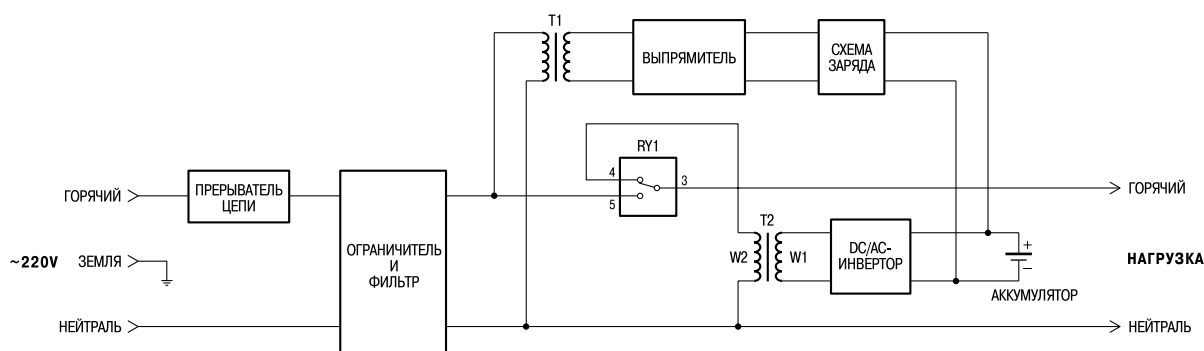 T1
ВЫПРЯМИТЕЛЬ
СХЕМА
ЗАРЯДА
RY1
4
3
5
ГОРЯЧИЙ
ПРЕРЫВАТЕЛЬ
ЦЕПИ
ГОРЯЧИЙ
ОГРАНИЧИТЕЛЬ
И
ФИЛЬТР
T2
W2
W1
DC/AC-
ИНВЕРТОР
+
–
АККУМУЛЯТОР
~220V
ЗЕМЛЯ
НАГРУЗКА
НЕЙТРАЛЬ
НЕЙТРАЛЬ